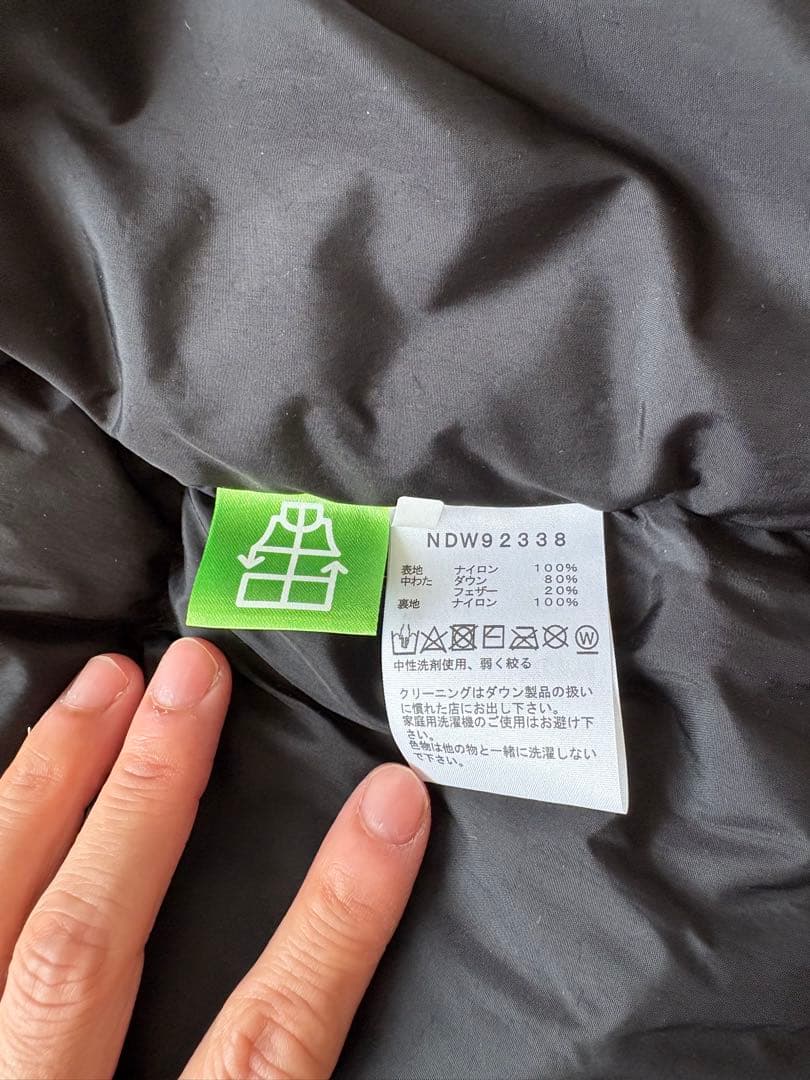 NDW92338
表地 ナイロン 100%
中わた ダウン 80%
フェザー 20%
裏地 ナイロン 100%
W
中性洗剤使用、弱く絞る
クリーニングはダウン製品の扱い
に慣れた店にお出し下さい。
家庭用洗濯機のご使用はお避け下
さい。
色物は他の物と一緒に洗濯しない
で下さい。